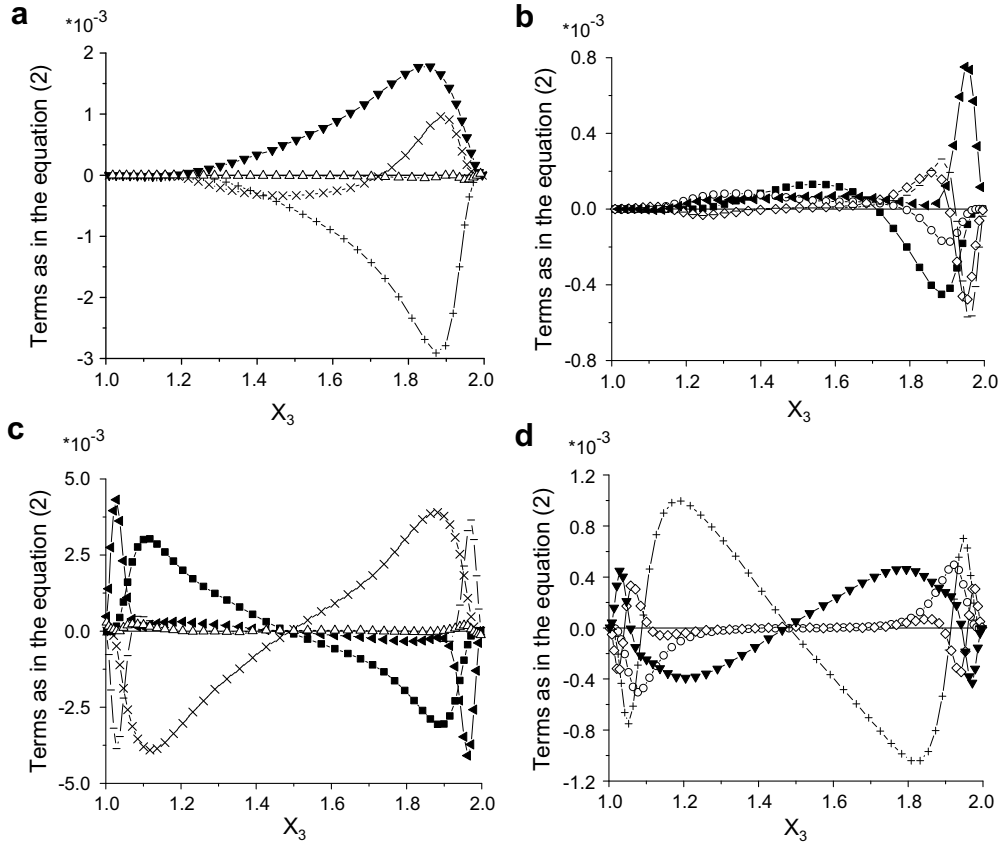 a
*10⁻³
Terms as in the equation (2)
2
1
0
-1
-2
-3
1.0 1.2 1.4 1.6 1.8 2.0
X₃
b
*10⁻³
Terms as in the equation (2)
0.8
0.4
0.0
-0.4
-0.8
1.0 1.2 1.4 1.6 1.8 2.0
X₃
c
*10⁻³
Terms as in the equation (2)
5.0
2.5
0.0
-2.5
-5.0
1.0 1.2 1.4 1.6 1.8 2.0
X₃
d
*10⁻³
Terms as in the equation (2)
1.2
0.8
0.4
0.0
-0.4
-0.8
-1.2
1.0 1.2 1.4 1.6 1.8 2.0
X₃